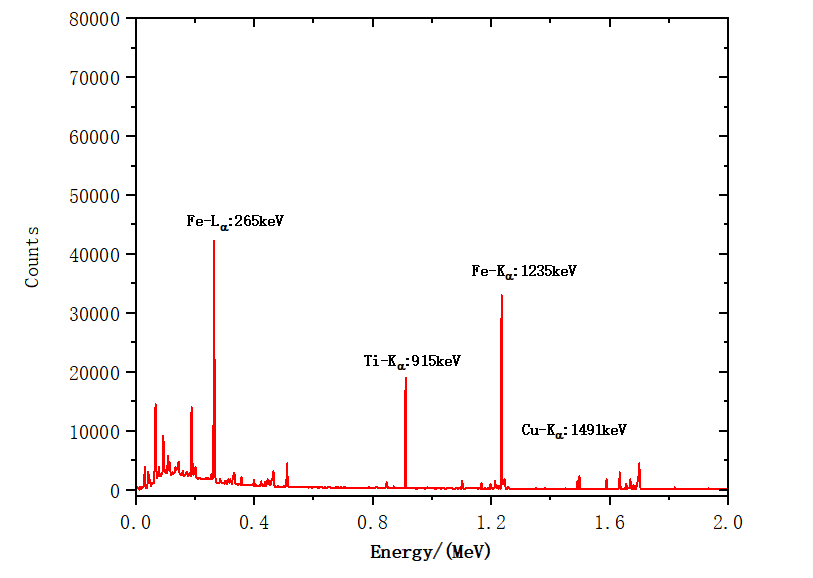 80000
70000
60000
50000
40000
30000
20000
10000
0
Counts
Fe-Lα:265keV
Fe-Kα:1235keV
Ti-Kα:915keV
Cu-Kα:1491keV
0.0 0.4 0.8 1.2 1.6 2.0
Energy/(MeV)